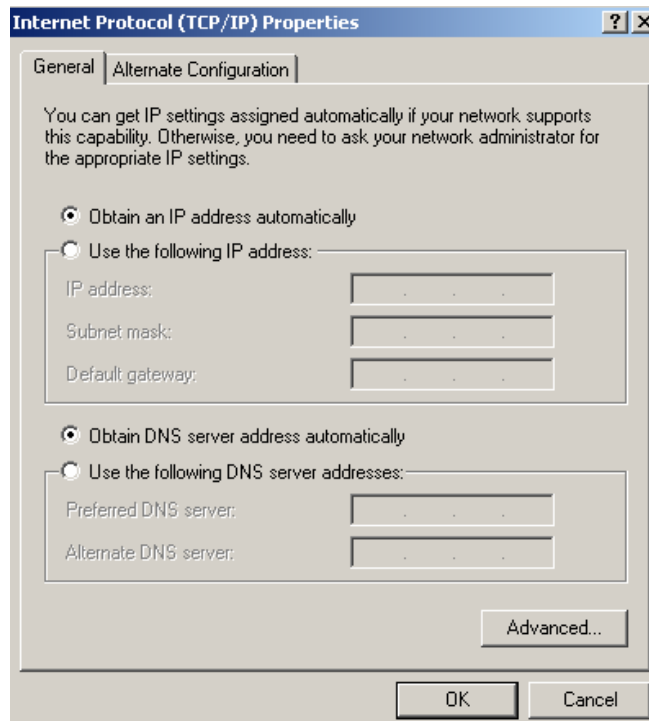 Internet Protocol (TCP/IP) Properties
General
Alternate Configuration
You can get IP settings assigned automatically if your network supports
this capability. Otherwise, you need to ask your network administrator for
the appropriate IP settings.
Obtain an IP address automatically
Use the following IP address:
IP address:
Subnet mask:
Default gateway:
Obtain DNS server address automatically
Use the following DNS server addresses:
Preferred DNS server:
Alternate DNS server:
Advanced...
OK
Cancel